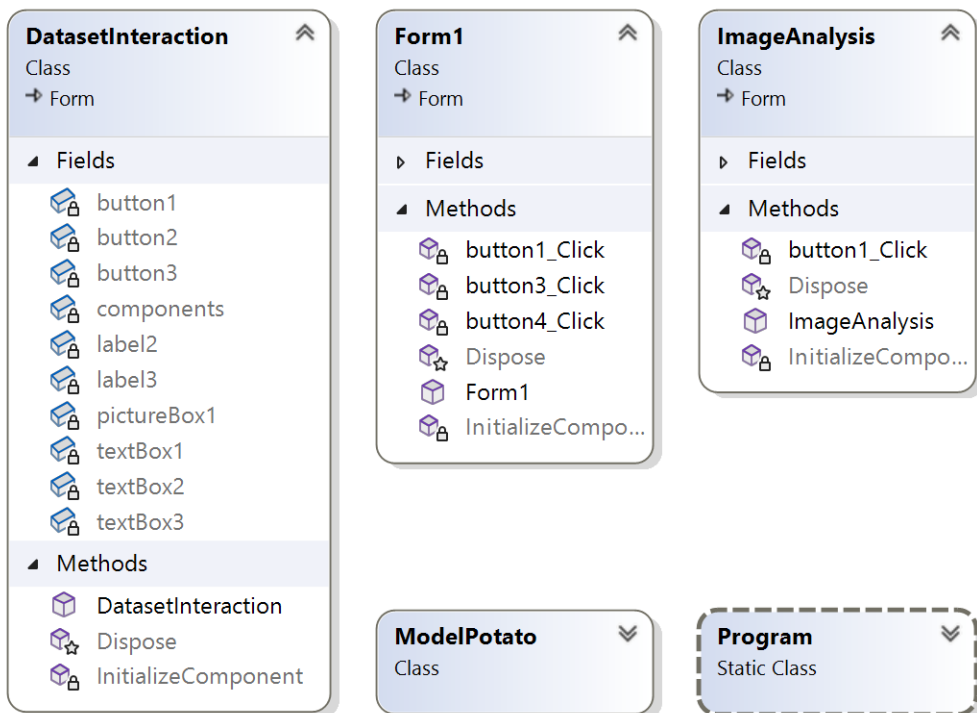 DatasetInteraction
Class
Form
Fields
button1
button2
button3
components
label2
label3
pictureBox1
textBox1
textBox2
textBox3
Methods
DatasetInteraction
Dispose
InitializeComponent
Form1
Class
Form
Fields
Methods
button1_Click
button3_Click
button4_Click
Dispose
Form1
InitializeCompo...
ImageAnalysis
Class
Form
Fields
Methods
button1_Click
Dispose
ImageAnalysis
InitializeCompo...
ModelPotato
Class
Program
Static Class